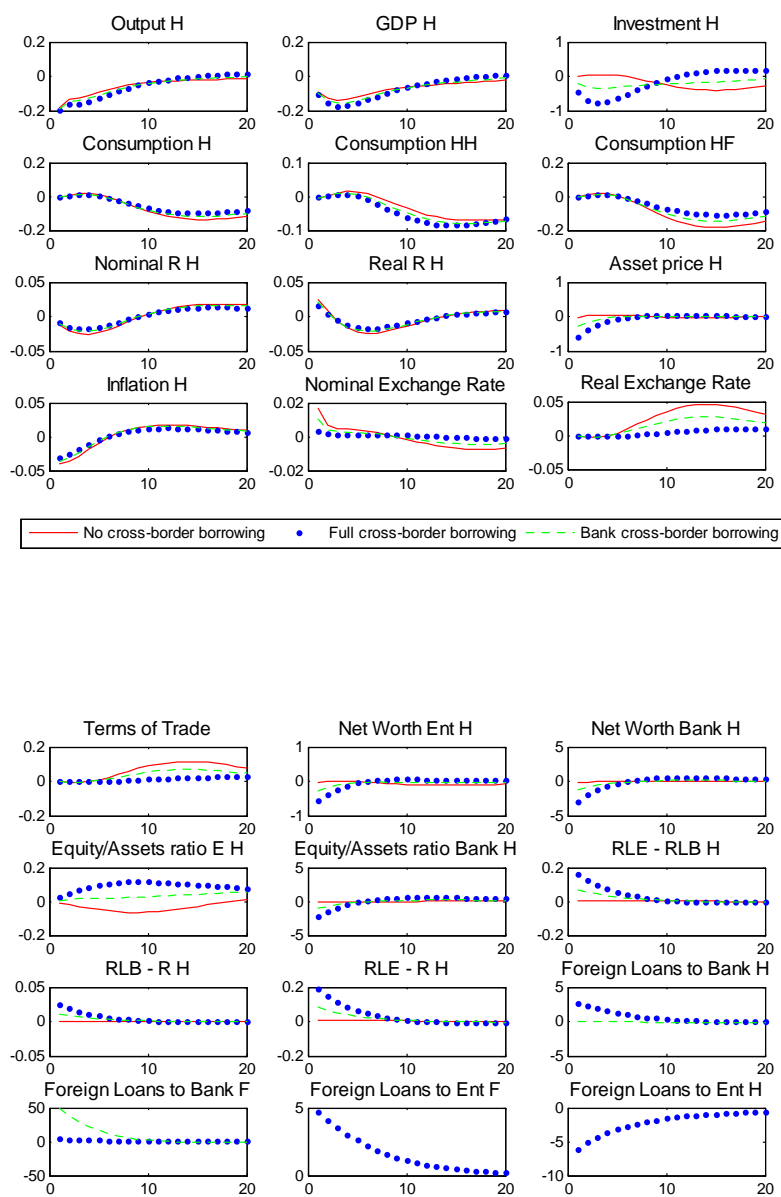 Output H GDP H Investment H
0.2 0.2 1
0 0 0
-0.2 -0.2 -1
0 10 20 0 10 20 0 10 20
Consumption H Consumption HH Consumption HF
0.2 0.1 0.2
0 0 0
-0.2 -0.1 -0.2
0 10 20 0 10 20 0 10 20
Nominal R H Real R H Asset price H
0.05 0.05 1
0 0 0
-0.05 -0.05 -1
0 10 20 0 10 20 0 10 20
Inflation H Nominal Exchange Rate Real Exchange Rate
0.05 0.02 0.05
0 0 0
-0.05 -0.02 -0.05
0 10 20 0 10 20 0 10 20
No cross-border borrowing Full cross-border borrowing Bank cross-border borrowing
Terms of Trade Net Worth Ent H Net Worth Bank H
0.2 1 5
0 0 0
-0.2 -1 -5
0 10 20 0 10 20 0 10 20
Equity/Assets ratio E H Equity/Assets ratio Bank H RLE - RLB H
0.2 5 0.2
0 0 0
-0.2 -5 -0.2
0 10 20 0 10 20 0 10 20
RLB - R H RLE - R H Foreign Loans to Bank H
0.05 0.2 5
0 0 0
-0.05 -0.2 -5
0 10 20 0 10 20 0 10 20
Foreign Loans to Bank F Foreign Loans to Ent F Foreign Loans to Ent H
50 5 0
0 -5
-50 0 -10
0 10 20 0 10 20 0 10 20